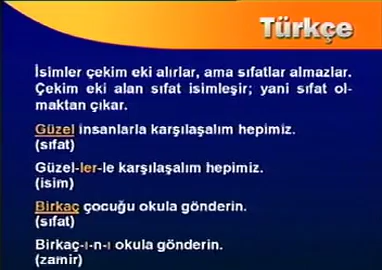 Türkçe
İsimler çekim eki alırlar, ama sıfatlar almazlar.
Çekim eki alan sıfat isimleşir; yani sıfat ol-
maktan çıkar.
Güzel insanlarla karşılaşalım hepimiz.
(sıfat)
Güzel-ler-le karşılaşalım hepimiz.
(isim)
Birkaç çocuğu okula gönderin.
(sıfat)
Birkaç-ı-n-ı okula gönderin.
(zamir)